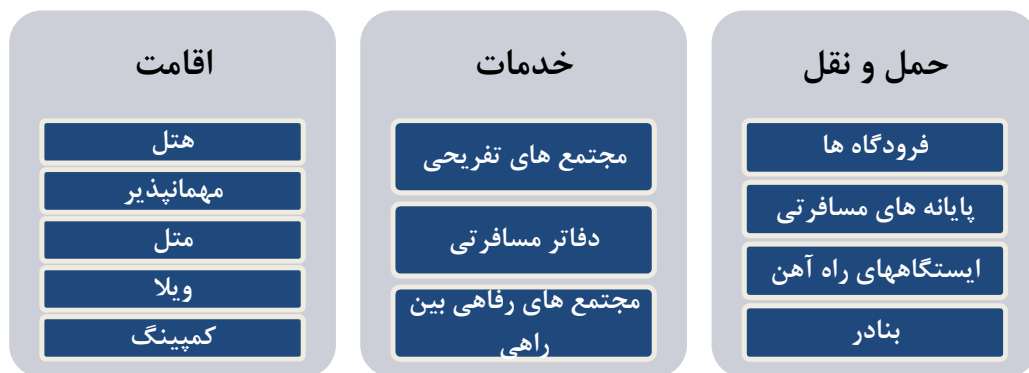 حمل و نقل
فرودگاه ها
پایانه های مسافرتی
ایستگاههای راه آهن
بنادر
خدمات
مجتمع های تفریحی
دفاتر مسافرتی
مجتمع های رفاهی بین
راهی
اقامت
هتل
مهمانپذیر
متل
ویلا
کمپینگ